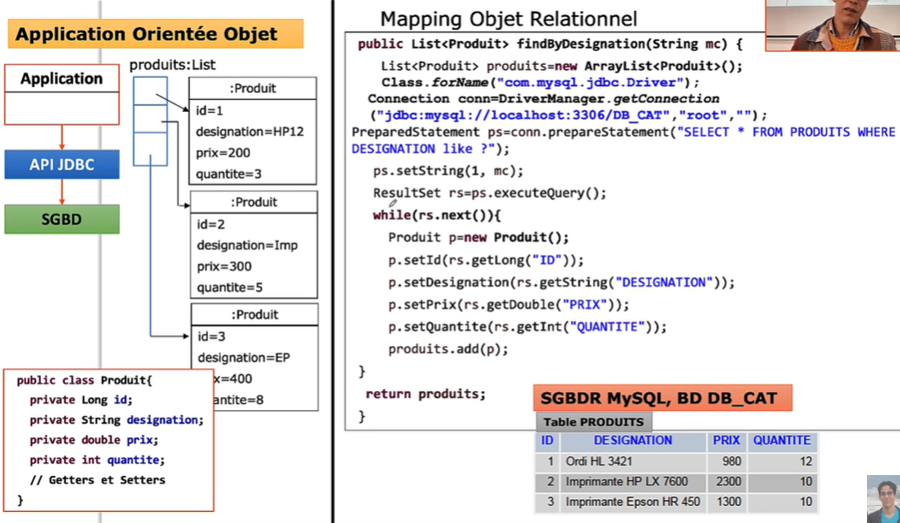 Application Orientée Objet
Application
API JDBC
SGBD
produits:List
:Produit
id=1
designation=HP12
prix=200
quantite=3
:Produit
id=2
designation=Imp
prix=300
quantite=5
:Produit
id=3
designation=EP
x=400
antite=8
public class Produit{
private Long id;
private String designation;
private double prix;
private int quantite;
// Getters et Setters
}
Mapping Objet Relationnel
public List<Produit> findByDesignation(String mc) {
List<Produit> produits=new ArrayList<Produit>();
Class.forName("com.mysql.jdbc.Driver");
Connection conn=DriverManager.getConnection
("jdbc:mysql://localhost:3306/DB_CAT","root","");
PreparedStatement ps=conn.prepareStatement("SELECT * FROM PRODUITS WHERE
DESIGNATION like ?");
ps.setString(1, mc);
ResultSet rs=ps.executeQuery();
while(rs.next()){
Produit p=new Produit();
p.setId(rs.getLong("ID"));
p.setDesignation(rs.getString("DESIGNATION"));
p.setPrix(rs.getDouble("PRIX"));
p.setQuantite(rs.getInt("QUANTITE"));
produits.add(p);
}
return produits;
}
SGBDR MySQL, BD DB_CAT
Table PRODUITS
ID DESIGNATION PRIX QUANTITE
1 Ordi HL 3421 980 12
2 Imprimante HP LX 7600 2300 10
3 Imprimante Epson HR 450 1300 10